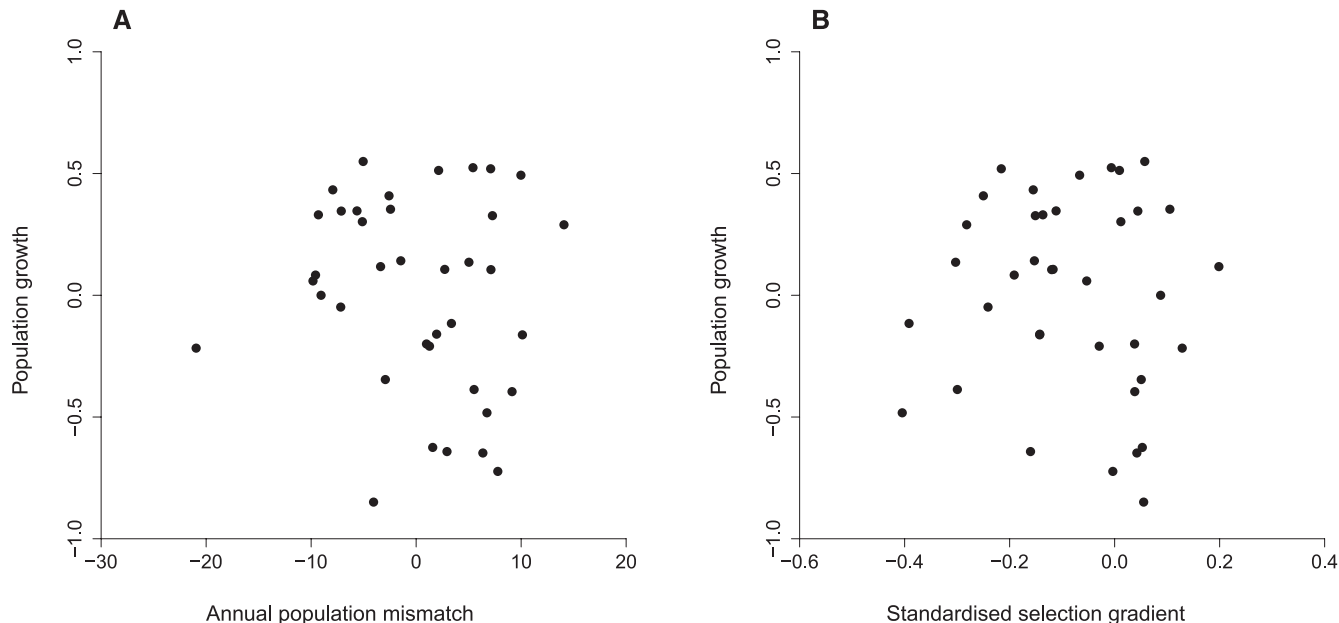 A
Population growth
1.0
0.5
0.0
−0.5
−1.0
−30 −20 −10 0 10 20
Annual population mismatch
B
Population growth
1.0
0.5
0.0
−0.5
−1.0
−0.6 −0.4 −0.2 0.0 0.2 0.4
Standardised selection gradient